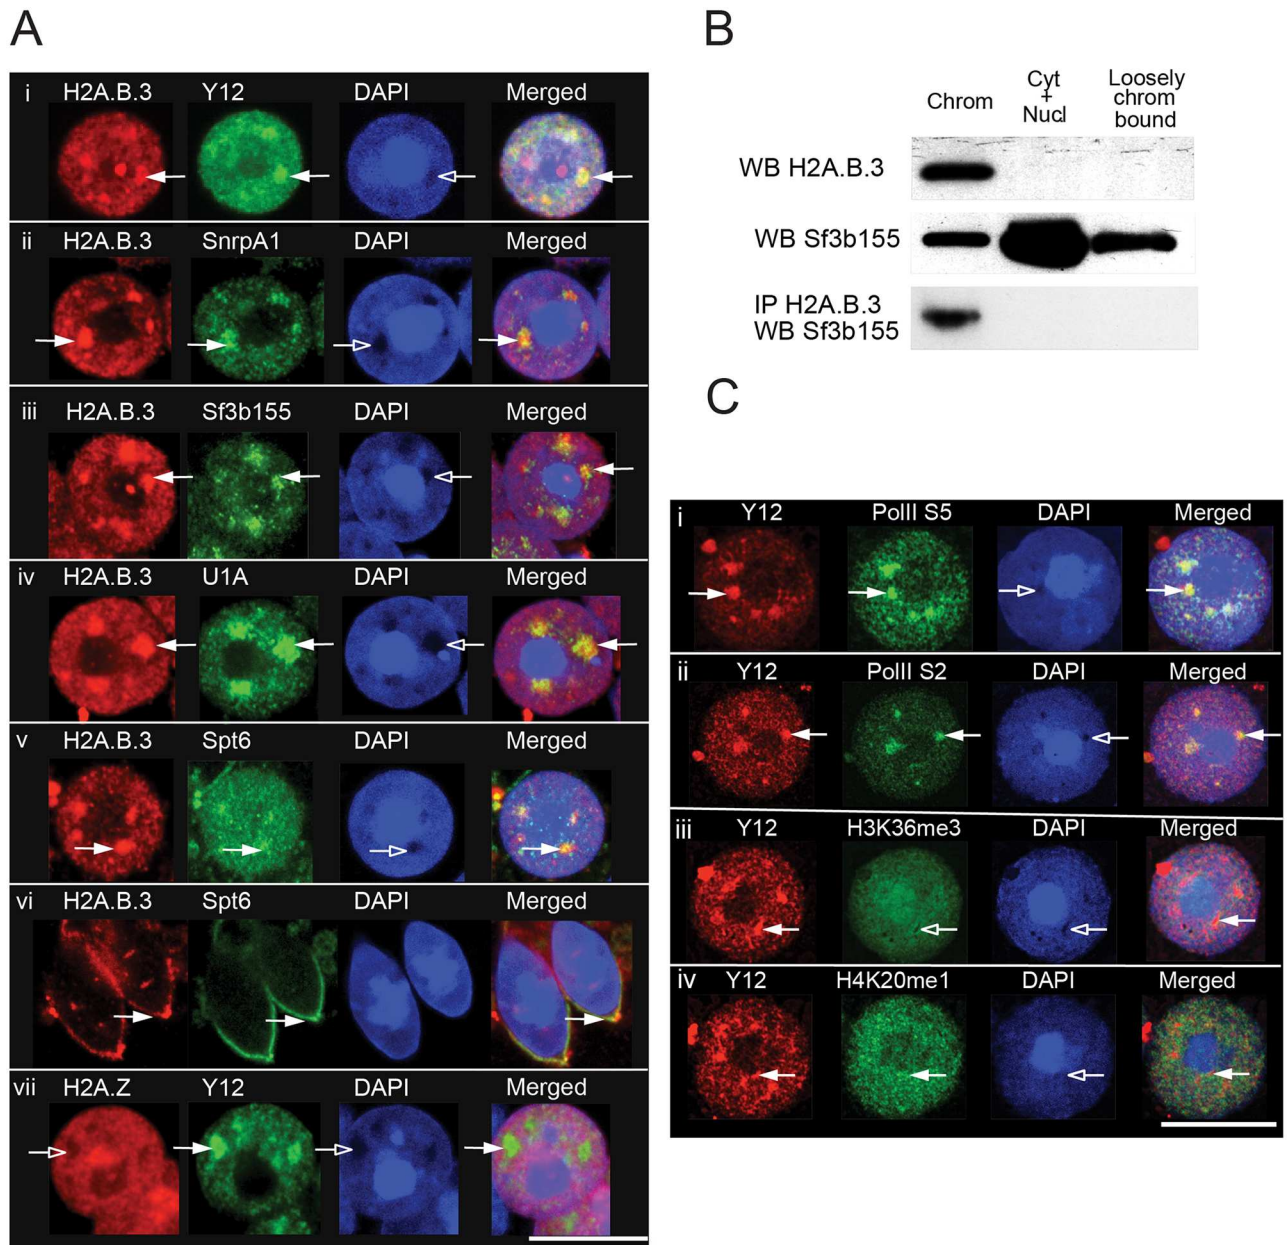 A
i H2A.B.3 Y12 DAPI Merged
ii H2A.B.3 SnrpA1 DAPI Merged
iii H2A.B.3 Sf3b155 DAPI Merged
iv H2A.B.3 U1A DAPI Merged
v H2A.B.3 Spt6 DAPI Merged
vi H2A.B.3 Spt6 DAPI Merged
vii H2A.Z Y12 DAPI Merged
B
Chrom
Cyt
+
Nucl
Loosely
chrom
bound
WB H2A.B.3
WB Sf3b155
IP H2A.B.3
WB Sf3b155
C
i Y12 PolII S5 DAPI Merged
ii Y12 PolII S2 DAPI Merged
iii Y12 H3K36me3 DAPI Merged
iv Y12 H4K20me1 DAPI Merged